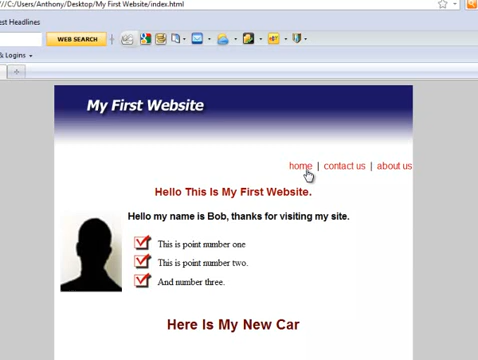 ///C:/Users/Anthony/Desktop/My First Website/index.html
est Headlines
WEB SEARCH
& Logins
My First Website
home | contact us | about us
Hello This Is My First Website.
Hello my name is Bob, thanks for visiting my site.
This is point number one
This is point number two.
And number three.
Here Is My New Car